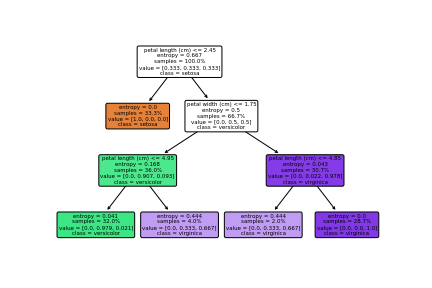 petal length (cm) <= 2.45
entropy = 0.667
samples = 100.0%
value = [0.333, 0.333, 0.333]
class = setosa
entropy = 0.0
samples = 33.3%
value = [1.0, 0.0, 0.0]
class = setosa
petal width (cm) <= 1.75
entropy = 0.5
samples = 66.7%
value = [0.0, 0.5, 0.5]
class = versicolor
petal length (cm) <= 4.95
entropy = 0.168
samples = 36.0%
value = [0.0, 0.907, 0.093]
class = versicolor
petal length (cm) <= 4.85
entropy = 0.043
samples = 30.7%
value = [0.0, 0.022, 0.978]
class = virginica
entropy = 0.041
samples = 32.0%
value = [0.0, 0.979, 0.021]
class = versicolor
entropy = 0.444
samples = 4.0%
value = [0.0, 0.333, 0.667]
class = virginica
entropy = 0.444
samples = 2.0%
value = [0.0, 0.333, 0.667]
class = virginica
entropy = 0.0
samples = 28.7%
value = [0.0, 0.0, 1.0]
class = virginica